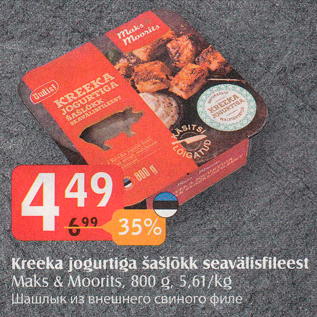 Maks
Moorits
Uudis!
KREEKA
JOGURTIGA
ŠAŠLÕKK
SEAVÄLISFILEEST
KREEKA
JOGURTIGA
KÄSITSI
LÕIGATUD
800 g
4 49
6 99
35%
Kreeka jogurtiga šašlõkk seavälisfileest
Maks & Moorits, 800 g, 5,61/kg
Шашлык из внешнего свиного филе